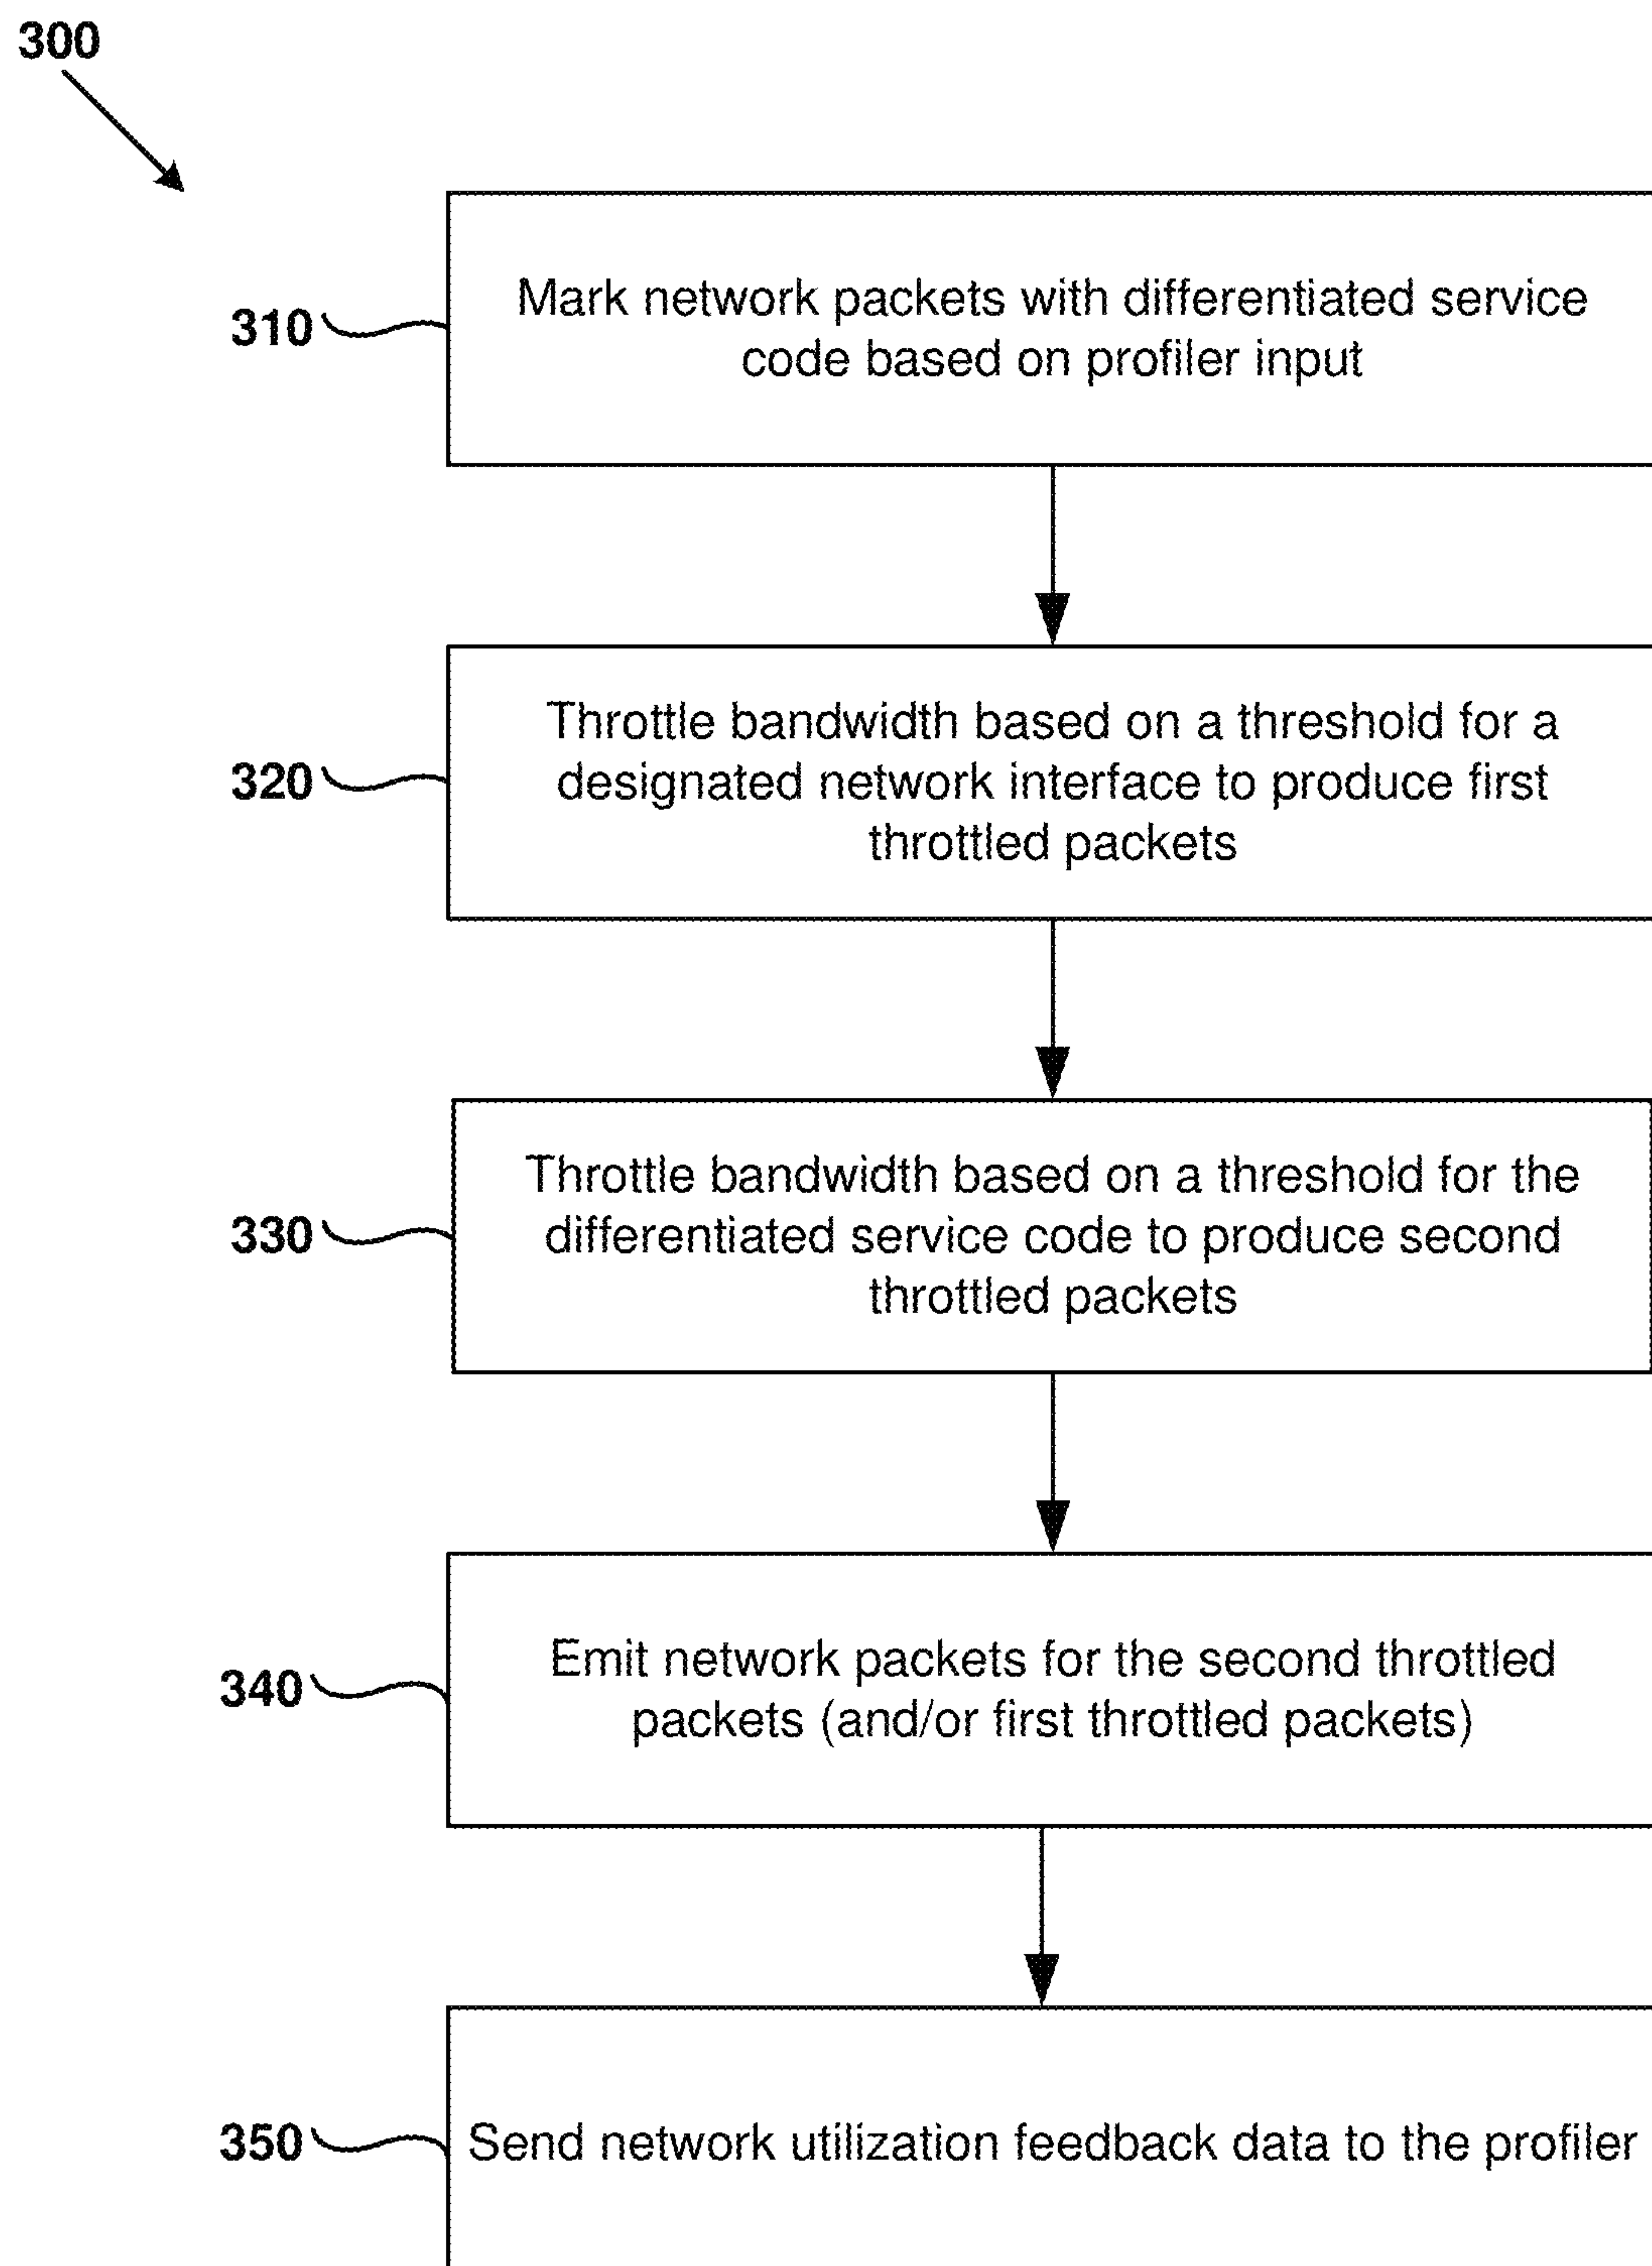 300
310
Mark network packets with differentiated service
code based on profiler input
320
Throttle bandwidth based on a threshold for a
designated network interface to produce first
throttled packets
330
Throttle bandwidth based on a threshold for the
differentiated service code to produce second
throttled packets
340
Emit network packets for the second throttled
packets (and/or first throttled packets)
350
Send network utilization feedback data to the profiler